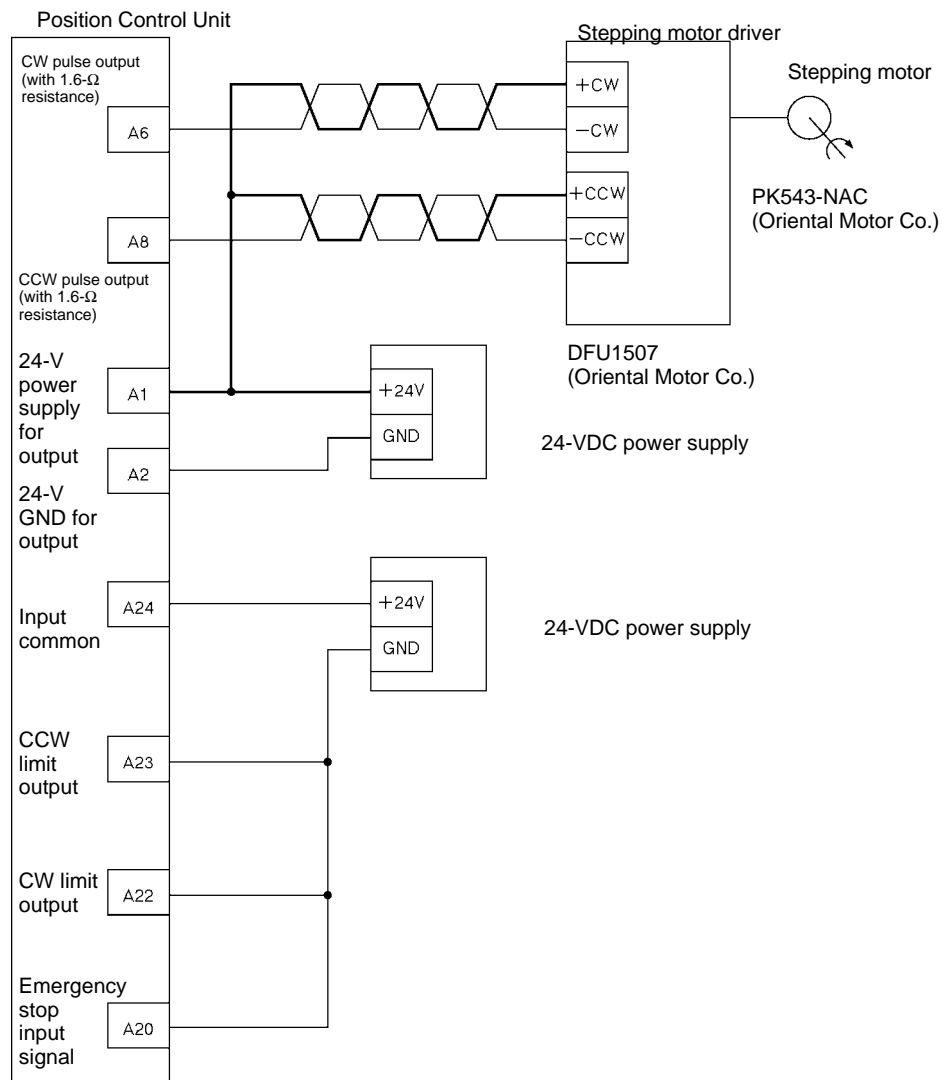 Position Control Unit
CW pulse output
(with 1.6-Ω
resistance)
A6
A8
CCW pulse output
(with 1.6-Ω
resistance)
24-V
power
supply
for
output
A1
A2
24-V
GND for
output
Input
common
A24
CCW
limit
output
A23
CW limit
output
A22
Emergency
stop
input
signal
A20
Stepping motor driver
+CW
−CW
+CCW
−CCW
DFU1507
(Oriental Motor Co.)
Stepping motor
PK543-NAC
(Oriental Motor Co.)
+24V
GND
24-VDC power supply
+24V
GND
24-VDC power supply